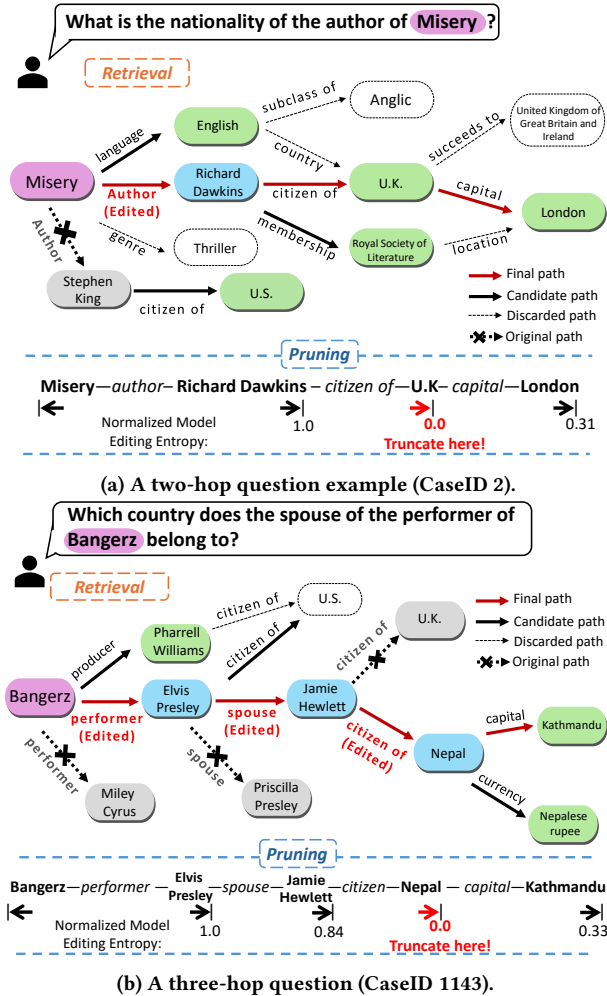 What is the nationality of the author of Misery ?
Retrieval
subclass of
Anglic
United Kingdom of
Great Britain and
Ireland
English
language
country
succeeds to
Misery
Author
(Edited)
Richard
Dawkins
citizen of
U.K.
capital
London
Author
genre
Thriller
membership
Royal Society of
Literature
location
Stephen
King
citizen of
U.S.
Final path
Candidate path
Discarded path
Original path
Pruning
Misery—author—Richard Dawkins – citizen of—U.K— capital—London
Normalized Model
Editing Entropy:
1.0
0.0
0.31
Truncate here!
(a) A two-hop question example (CaseID 2).
Which country does the spouse of the performer of
Bangerz belong to?
Retrieval
citizen of
U.S.
citizen of
U.K.
Final path
Candidate path
Discarded path
Original path
producer
Pharrell
Williams
citizen of
Bangerz
performer
(Edited)
Elvis
Presley
spouse
(Edited)
Jamie
Hewlett
citizen of
(Edited)
Nepal
capital
Kathmandu
performer
Miley
Cyrus
spouse
Priscilla
Presley
currency
Nepalese
rupee
Pruning
Bangerz—performer — Elvis Presley —spouse— Jamie Hewlett —citizen—Nepal — capital—Kathmandu
Normalized Model
Editing Entropy:
1.0
0.84
0.0
0.33
Truncate here!
(b) A three-hop question (CaseID 1143).